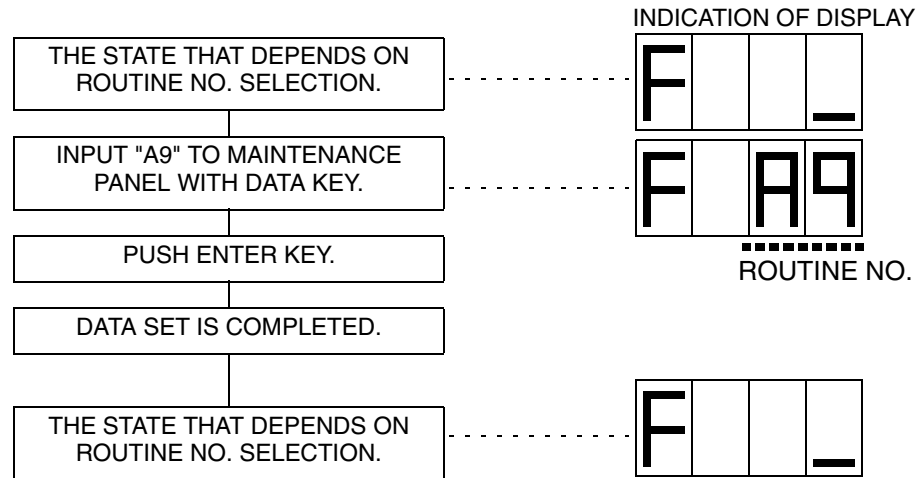 INDICATION OF DISPLAY
THE STATE THAT DEPENDS ON
ROUTINE NO. SELECTION.
F _
INPUT "A9" TO MAINTENANCE
PANEL WITH DATA KEY.
F A9
ROUTINE NO.
PUSH ENTER KEY.
DATA SET IS COMPLETED.
THE STATE THAT DEPENDS ON
ROUTINE NO. SELECTION.
F _